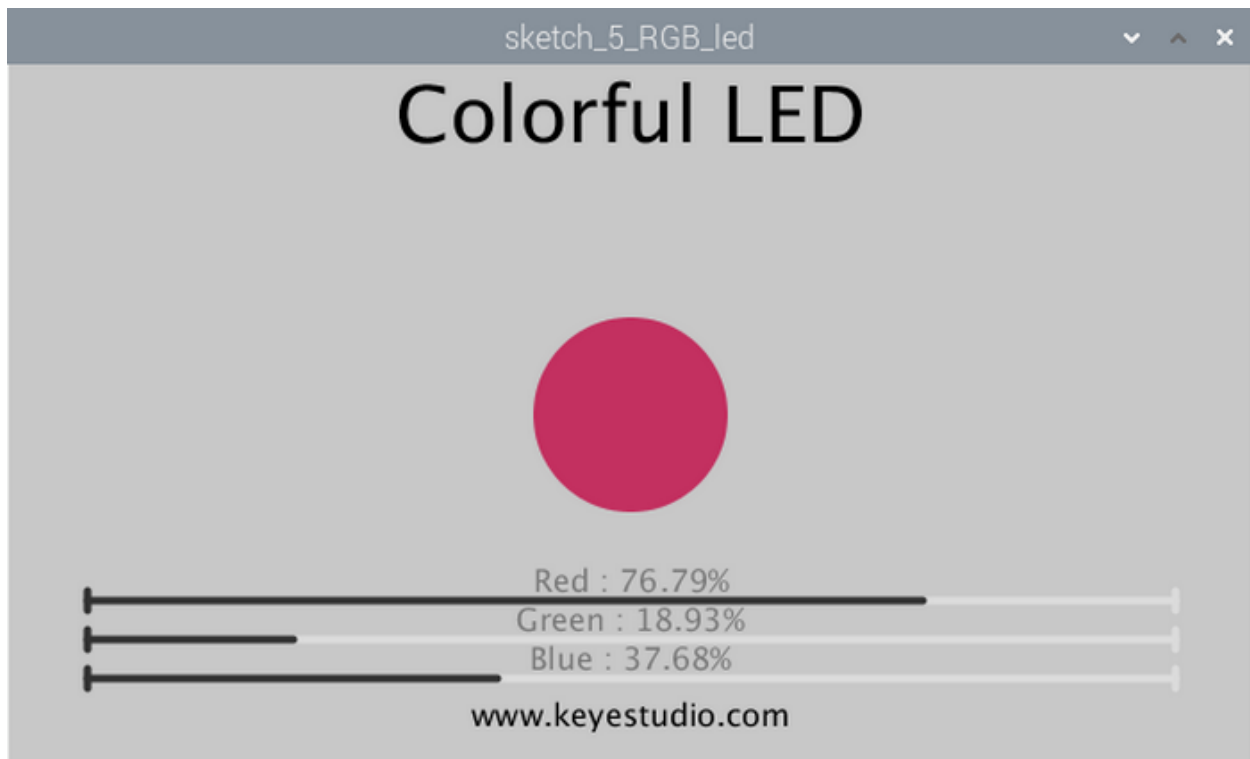 sketch_5_RGB_led
Colorful LED
Red : 76.79%
Green : 18.93%
Blue : 37.68%
www.keyestudio.com